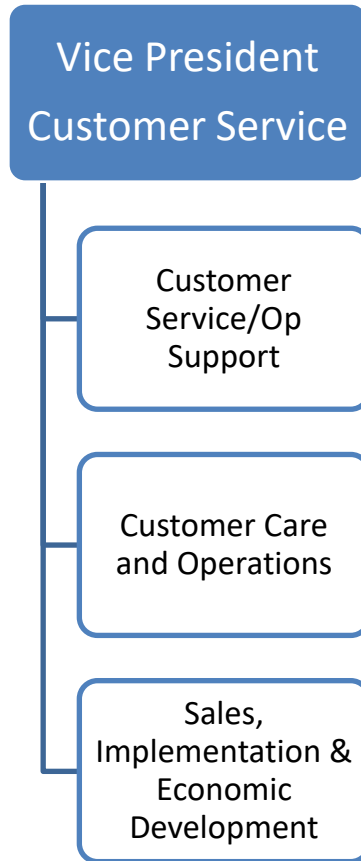 Vice President
Customer Service
Customer
Service/Op
Support
Customer Care
and Operations
Sales,
Implementation &
Economic
Development